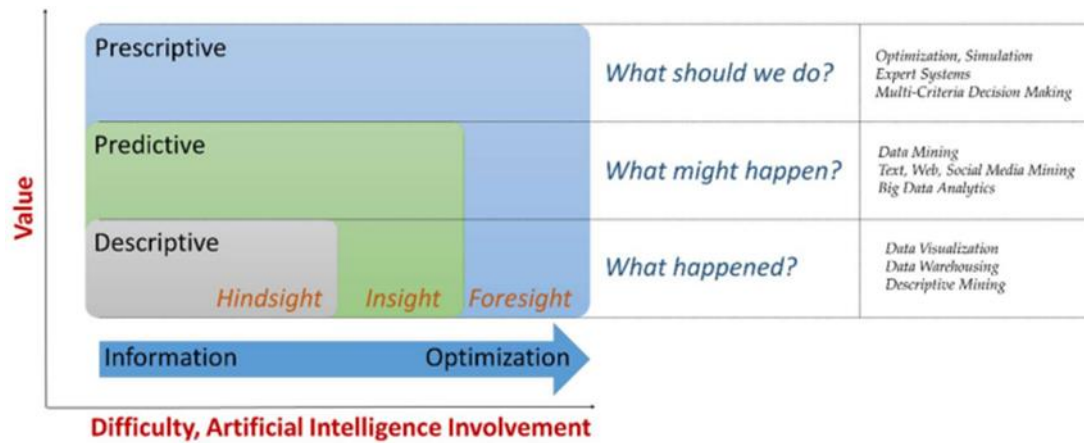 Prescriptive
What should we do?
Optimization, Simulation
Expert Systems
Multi-Criteria Decision Making
Predictive
What might happen?
Data Mining
Text, Web, Social Media Mining
Big Data Analytics
Descriptive
What happened?
Data Visualization
Data Warehousing
Descriptive Mining
Hindsight
Insight
Foresight
Information
Optimization
Value
Difficulty, Artificial Intelligence Involvement